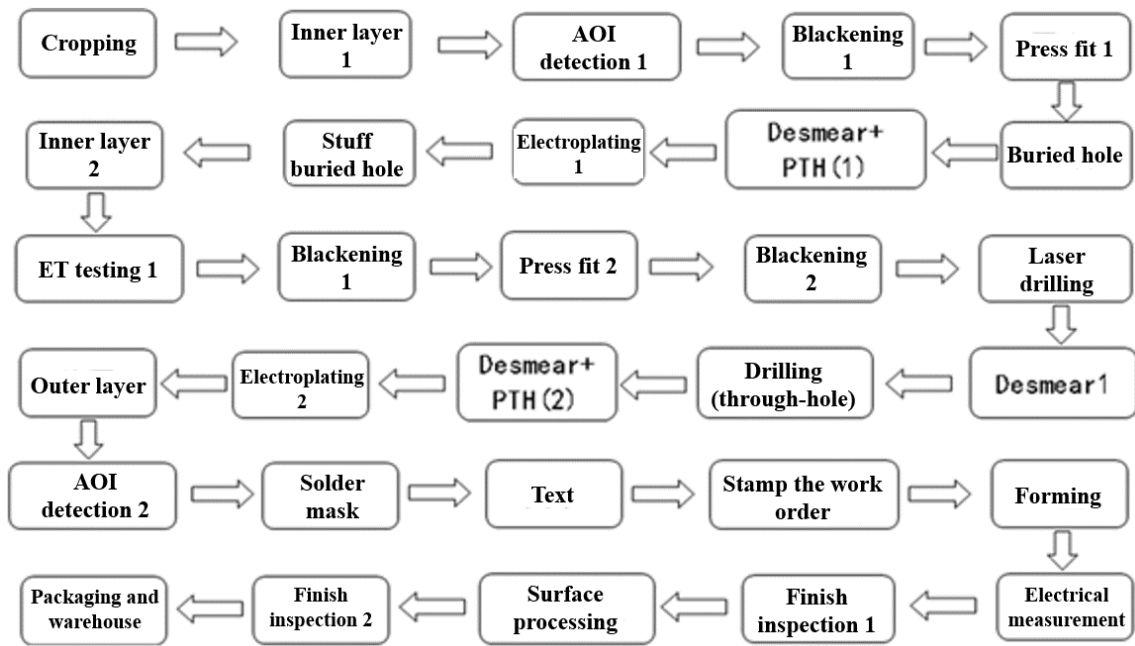 Cropping
Inner layer
1
AOI
detection 1
Blackening
1
Press fit 1
Buried hole
Desmear+
PTH(1)
Electroplating
1
Stuff
buried hole
Inner layer
2
ET testing 1
Blackening
1
Press fit 2
Blackening
2
Laser
drilling
Desmear1
Drilling
(through-hole)
Desmear+
PTH(2)
Electroplating
2
Outer layer
AOI
detection 2
Solder
mask
Text
Stamp the work
order
Forming
Electrical
measurement
Finish
inspection 1
Surface
processing
Finish
inspection 2
Packaging and
warehouse